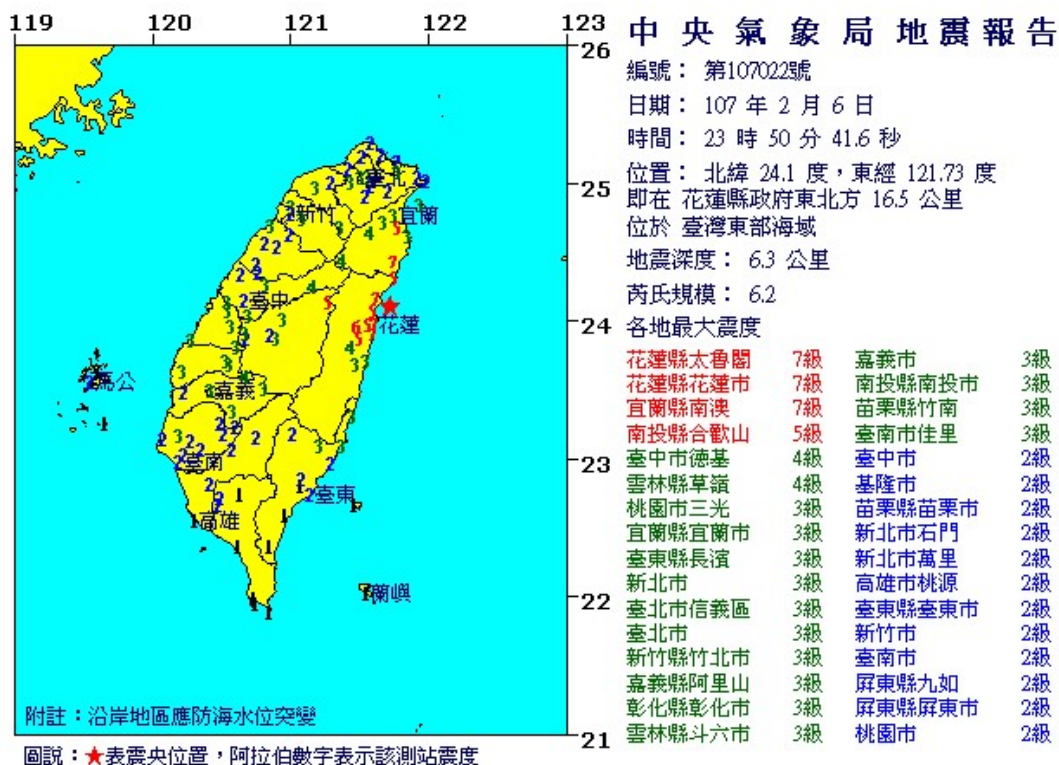 119 120 121 122 123
26
25
24
23
22
21
臺北
新竹
宜蘭
臺中
花蓮
馬公
嘉義
臺南
臺東
高雄
蘭嶼
附註：沿岸地區應防海水位突變
圖說：★表震央位置，阿拉伯數字表示該測站震度
中央氣象局地震報告
編號： 第107022號
日期： 107 年 2 月 6 日
時間： 23 時 50 分 41.6 秒
位置： 北緯 24.1 度，東經 121.73 度
即在 花蓮縣政府東北方 16.5 公里
位於 臺灣東部海域
地震深度： 6.3 公里
芮氏規模： 6.2
各地最大震度
花蓮縣太魯閣 7級 嘉義市 3級
花蓮縣花蓮市 7級 南投縣南投市 3級
宜蘭縣南澳 7級 苗栗縣竹南 3級
南投縣合歡山 5級 臺南市佳里 3級
臺中市德基 4級 臺中市 2級
雲林縣草嶺 4級 基隆市 2級
桃園市三光 3級 苗栗縣苗栗市 2級
宜蘭縣宜蘭市 3級 新北市石門 2級
臺東縣長濱 3級 新北市萬里 2級
新北市 3級 高雄市桃源 2級
臺北市信義區 3級 臺東縣臺東市 2級
臺北市 3級 新竹市 2級
新竹縣竹北市 3級 臺南市 2級
嘉義縣阿里山 3級 屏東縣九如 2級
彰化縣彰化市 3級 屏東縣屏東市 2級
雲林縣斗六市 3級 桃園市 2級